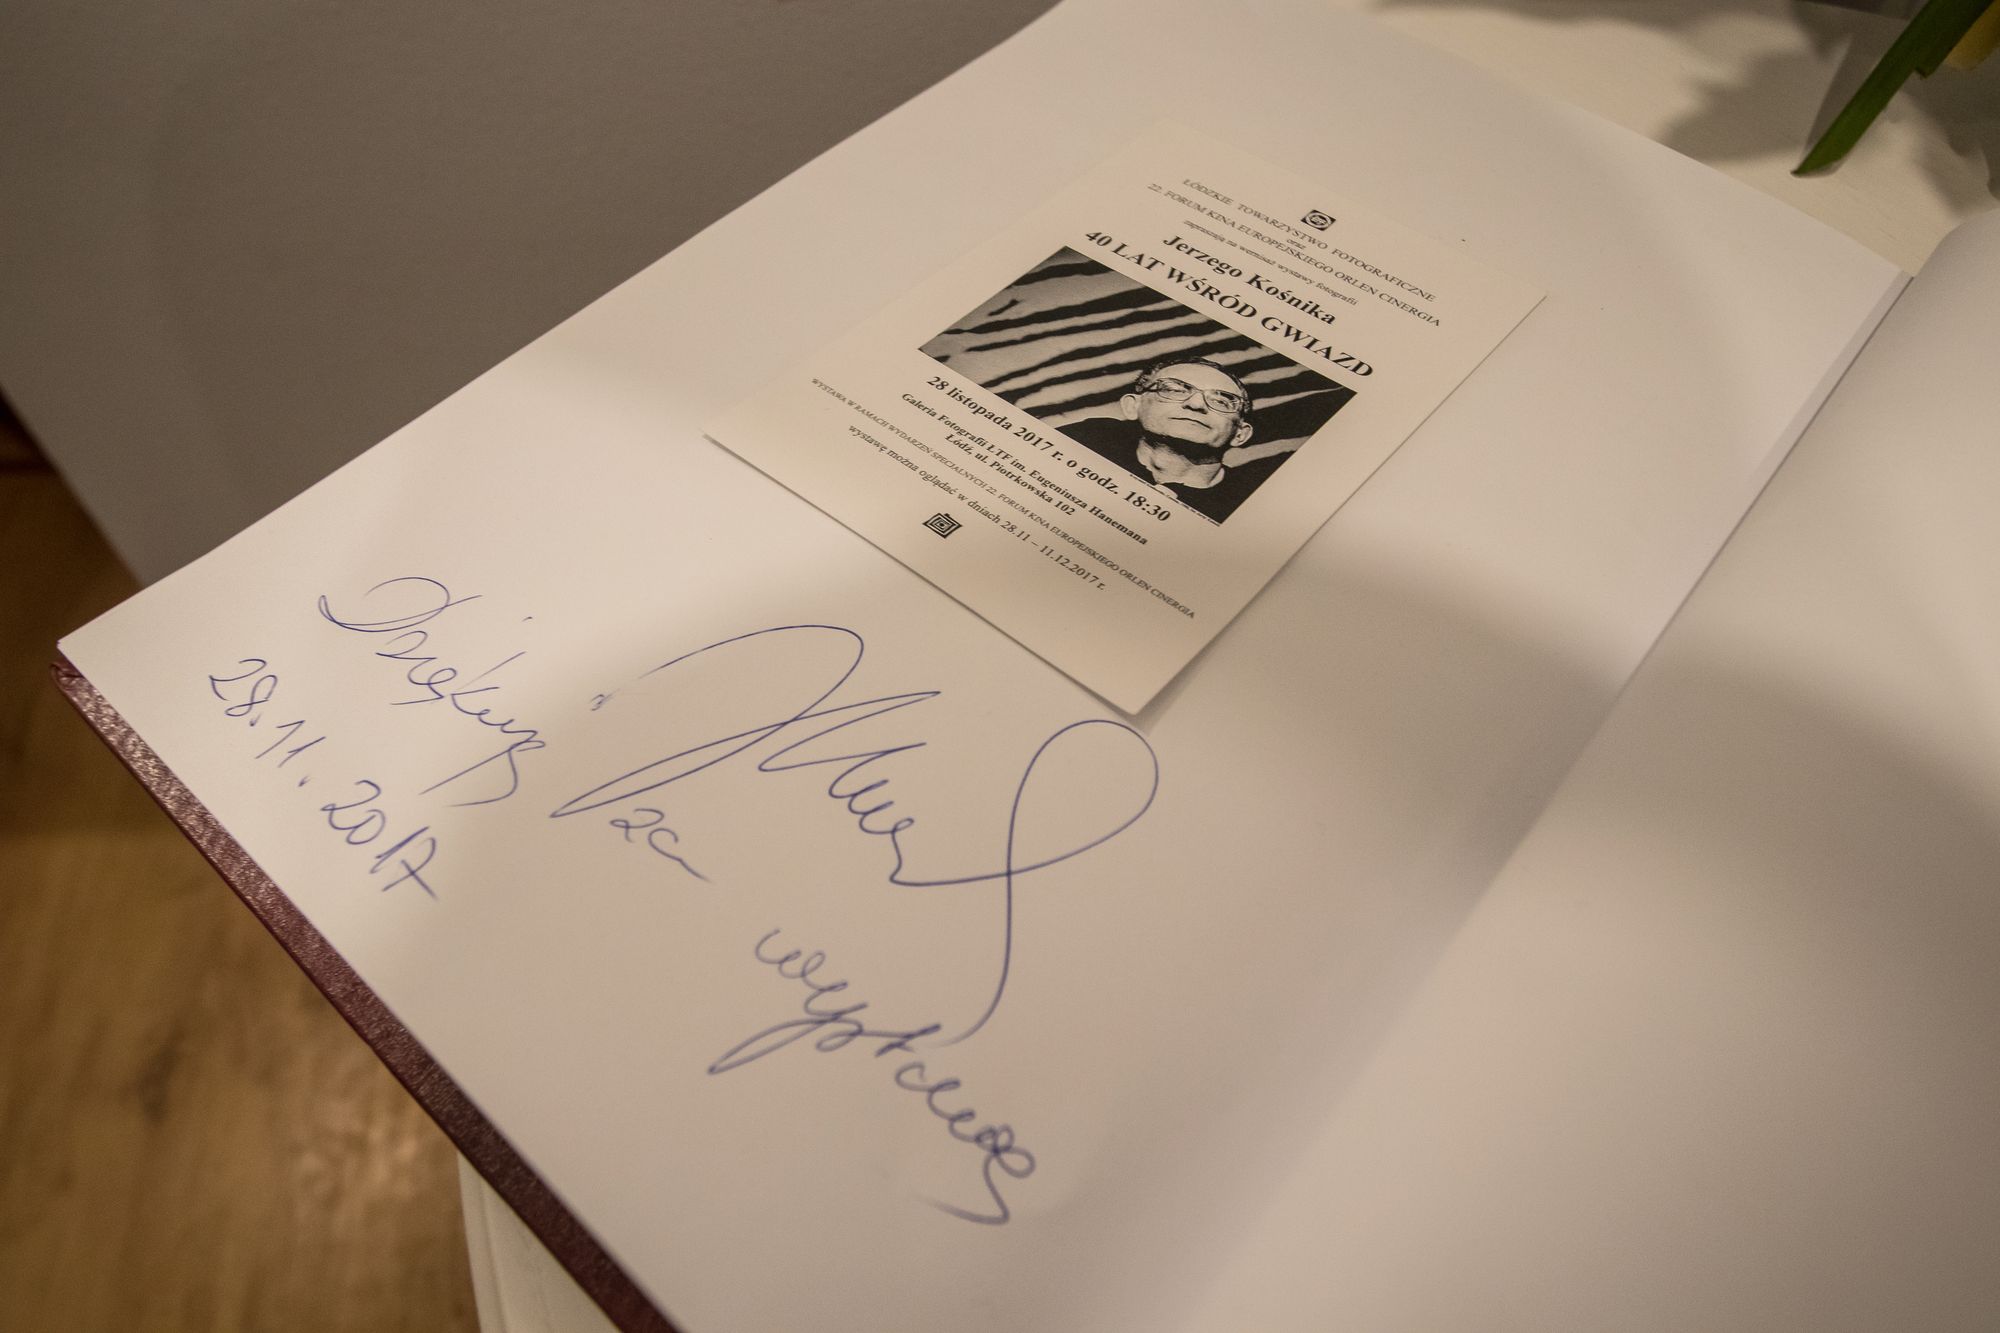 ŁÓDZKIE TOWARZYSTWO FOTOGRAFICZNE
oraz
22. FORUM KINA EUROPEJSKIEGO ORLEN CINERGIA
zapraszają na wernisaż wystawy fotografii
Jerzego Kośnika
40 LAT WŚRÓD GWIAZD
28 listopada 2017 r. o godz. 18:30
Galeria Fotografii ŁTF im. Eugeniusza Hanemana
Łódź, ul. Piotrkowska 102
WYSTAWA W RAMACH WYDARZEŃ SPECJALNYCH 22. FORUM KINA EUROPEJSKIEGO ORLEN CINERGIA
wystawę można oglądać w dniach 28.11 – 11.12.2017 r.
Dziękuję za wystawę
28.11.2017